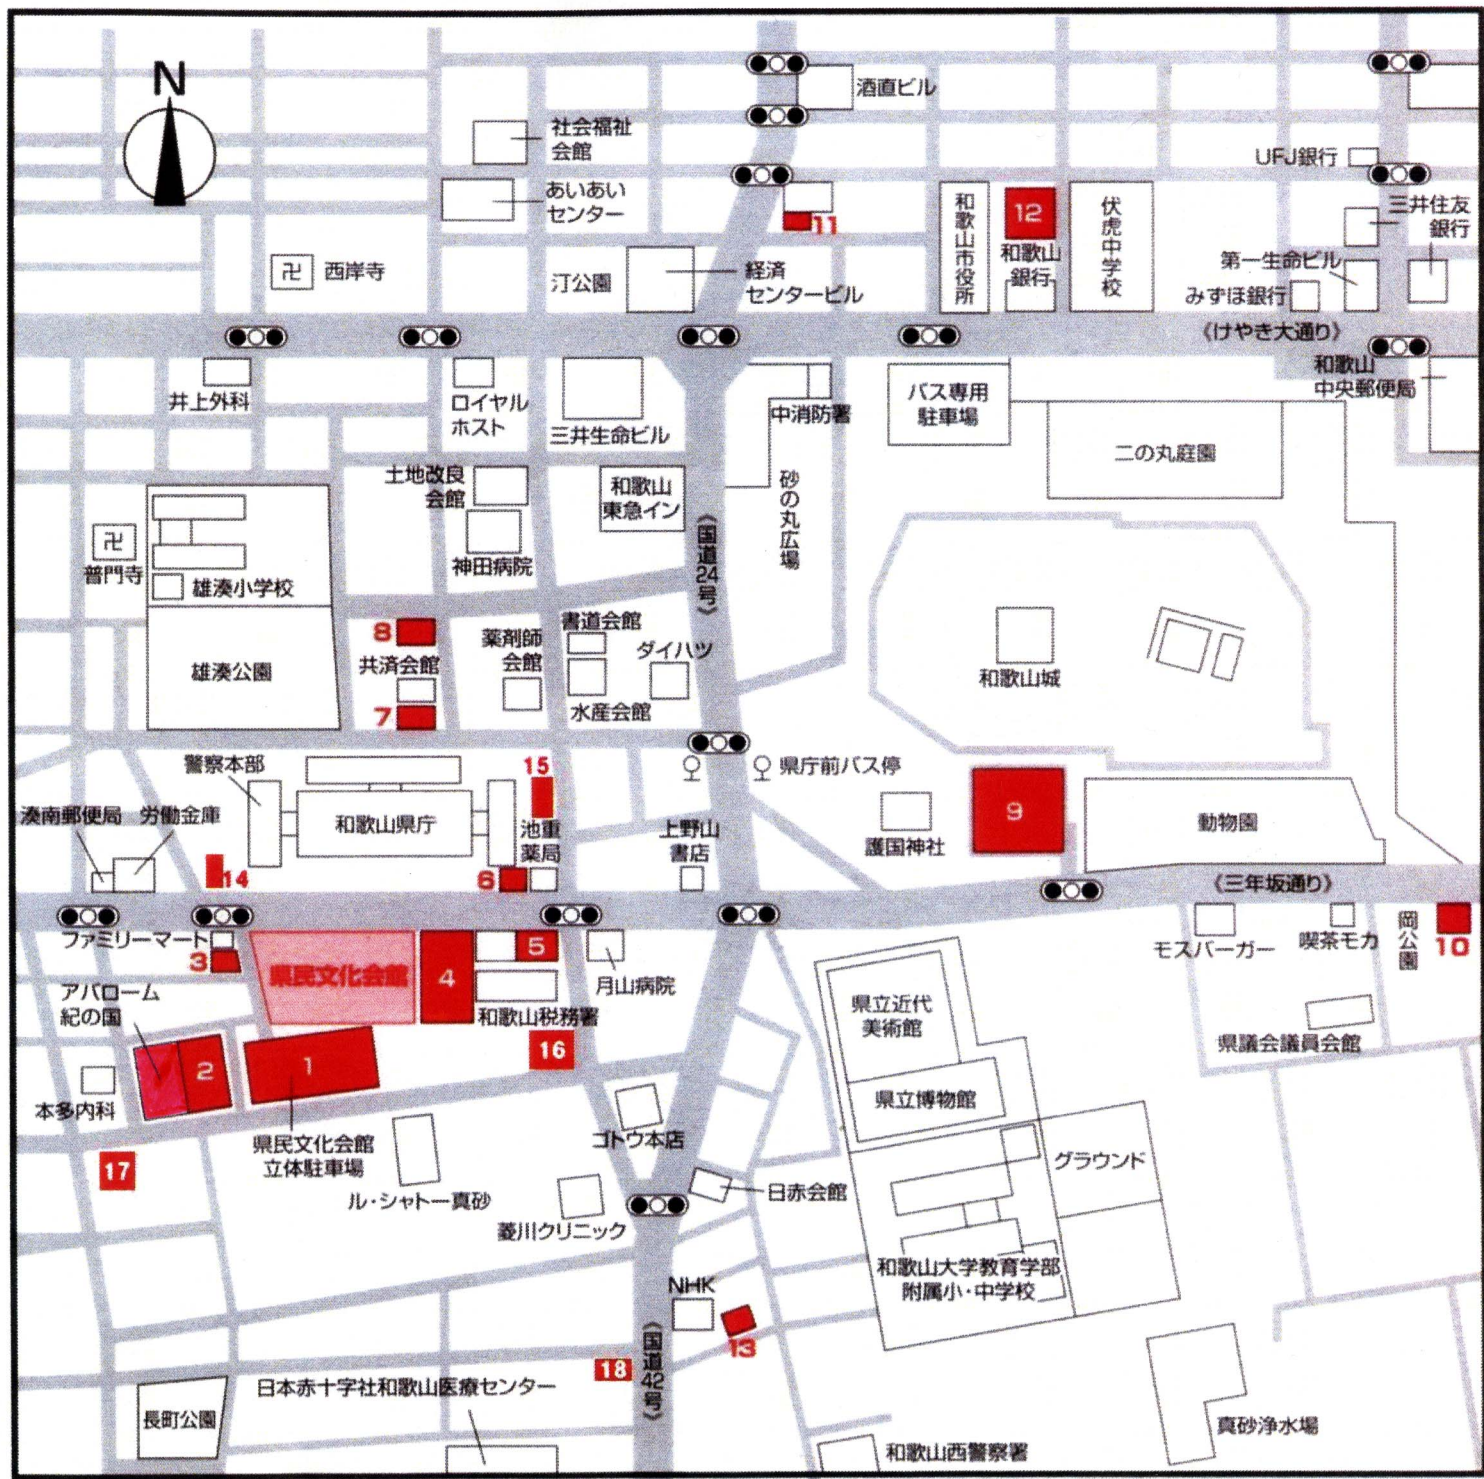 N
酒直ビル
社会福祉
会館
UFJ銀行
あいあい
センター
11
和歌山市役所
12
和歌山
銀行
伏虎中学校
三井住友
銀行
卍
西岸寺
汀公園
経済
センタービル
第一生命ビル
みずほ銀行
《けやき大通り》
井上外科
ロイヤル
ホスト
三井生命ビル
中消防署
バス専用
駐車場
和歌山
中央郵便局
二の丸庭園
土地改良
会館
和歌山
東急イン
砂の丸広場
《国道24号》
卍
普門寺
雄湊小学校
神田病院
雄湊公園
8
共済会館
7
薬剤師
会館
書道会館
ダイハツ
水産会館
和歌山城
警察本部
15
県庁前バス停
湊南郵便局
労働金庫
和歌山県庁
池重
薬局
上野山
書店
護国神社
9
動物園
14
6
《三年坂通り》
ファミリーマート
3
県民文化会館
4
5
月山病院
モスバーガー
喫茶モカ
岡公園
10
アバローム
紀の国
和歌山税務署
県立近代
美術館
県議会議員会館
2
1
16
本多内科
県立博物館
県民文化会館
立体駐車場
ゴトウ本店
グラウンド
17
ル・シャトー真砂
日赤会館
菱川クリニック
和歌山大学教育学部
附属小・中学校
NHK
13
18
《国道42号》
日本赤十字社和歌山医療センター
長町公園
真砂浄水場
和歌山西警察署